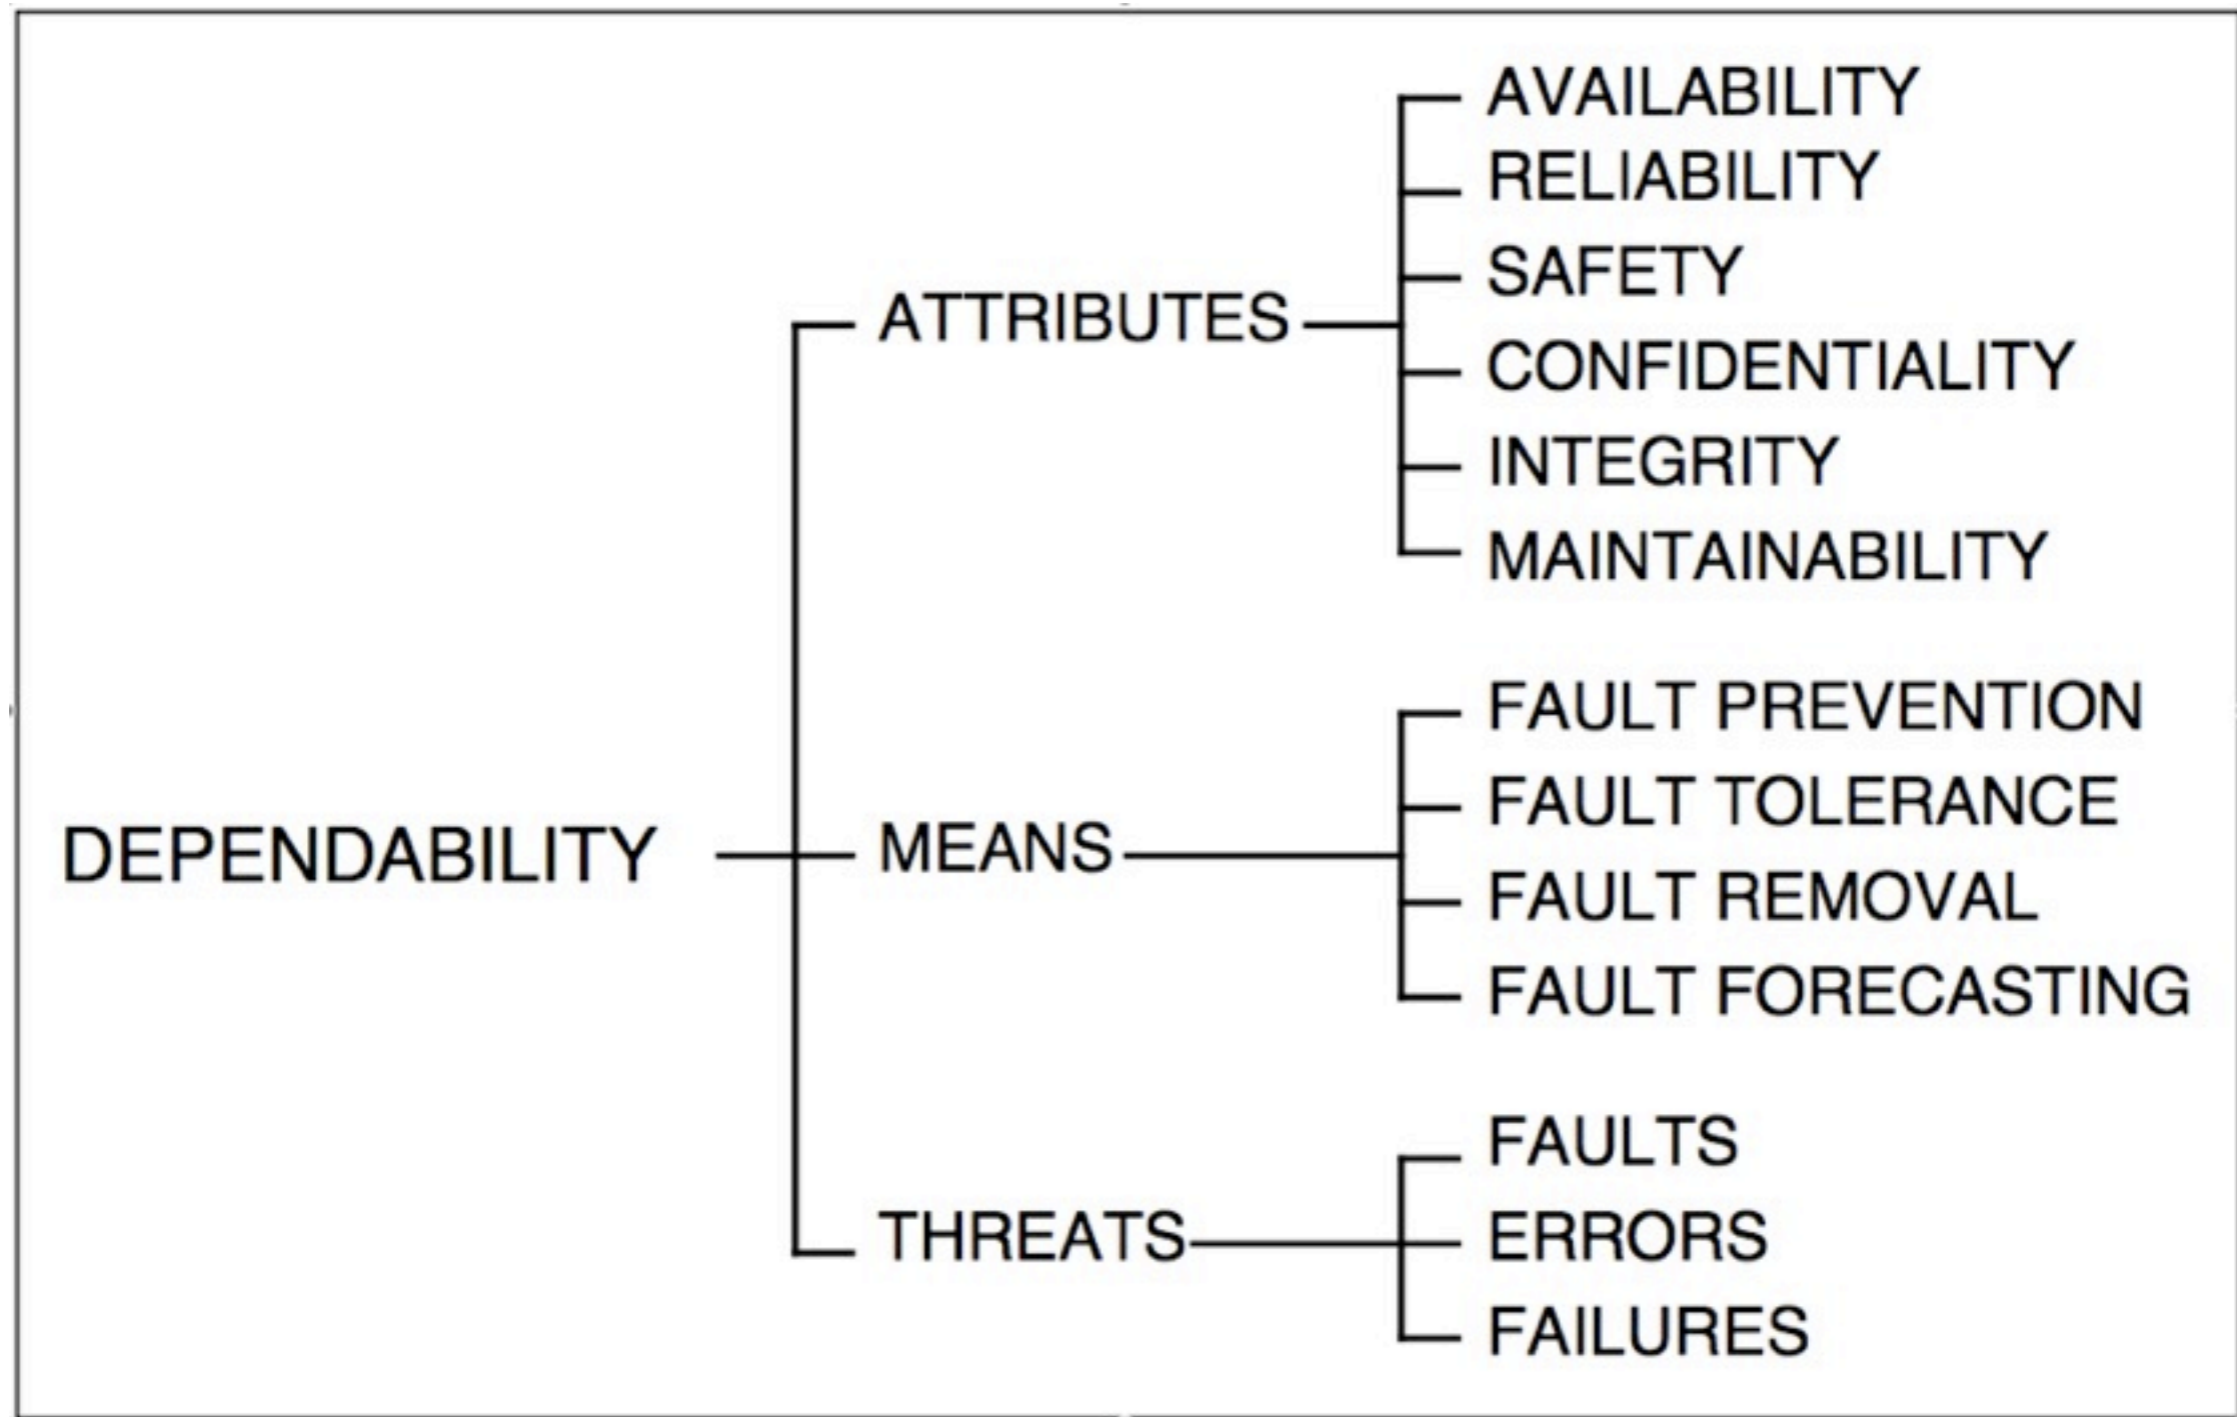 DEPENDABILITY
ATTRIBUTES
AVAILABILITY
RELIABILITY
SAFETY
CONFIDENTIALITY
INTEGRITY
MAINTAINABILITY
MEANS
FAULT PREVENTION
FAULT TOLERANCE
FAULT REMOVAL
FAULT FORECASTING
THREATS
FAULTS
ERRORS
FAILURES